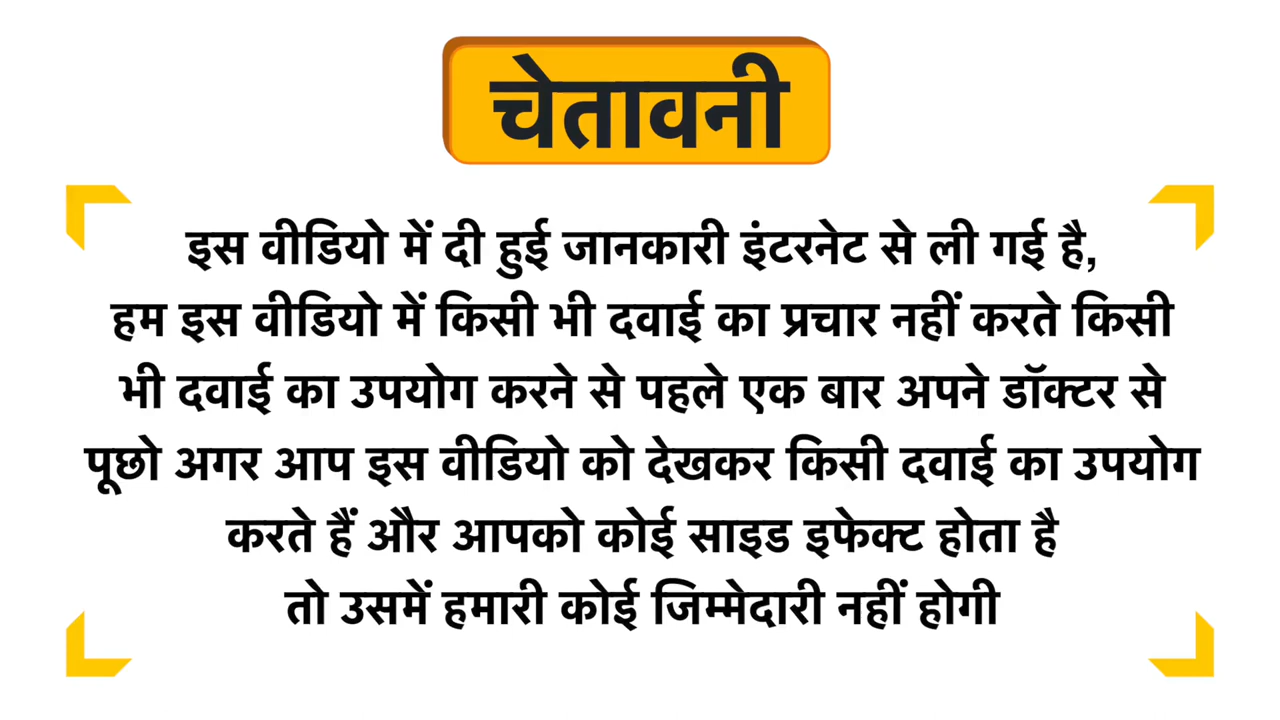 चेतावनी
इस वीडियो में दी हुई जानकारी इंटरनेट से ली गई है,
हम इस वीडियो में किसी भी दवाई का प्रचार नहीं करते किसी
भी दवाई का उपयोग करने से पहले एक बार अपने डॉक्टर से
पूछो अगर आप इस वीडियो को देखकर किसी दवाई का उपयोग
करते हैं और आपको कोई साइड इफेक्ट होता है
तो उसमें हमारी कोई जिम्मेदारी नहीं होगी